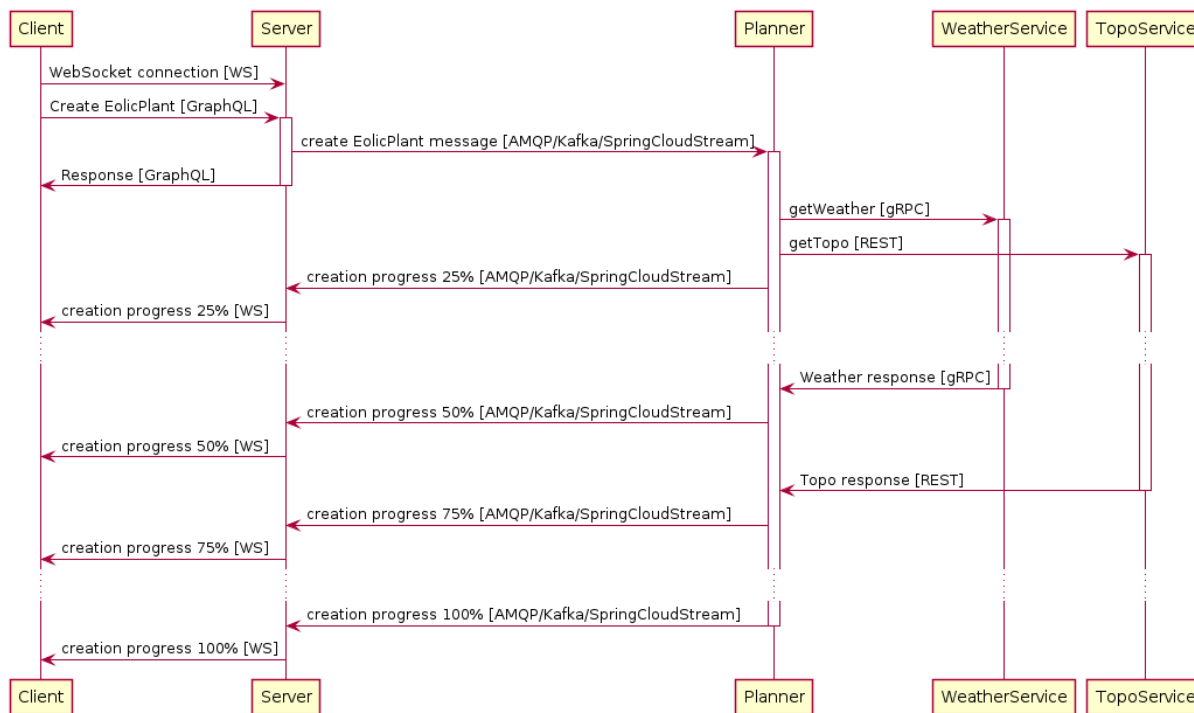 Client
Server
Planner
WeatherService
TopoService
WebSocket connection [WS]
Create EolicPlant [GraphQL]
create EolicPlant message [AMQP/Kafka/SpringCloudStream]
Response [GraphQL]
getWeather [gRPC]
getTopo [REST]
creation progress 25% [AMQP/Kafka/SpringCloudStream]
creation progress 25% [WS]
Weather response [gRPC]
creation progress 50% [AMQP/Kafka/SpringCloudStream]
creation progress 50% [WS]
Topo response [REST]
creation progress 75% [AMQP/Kafka/SpringCloudStream]
creation progress 75% [WS]
creation progress 100% [AMQP/Kafka/SpringCloudStream]
creation progress 100% [WS]
Client
Server
Planner
WeatherService
TopoService